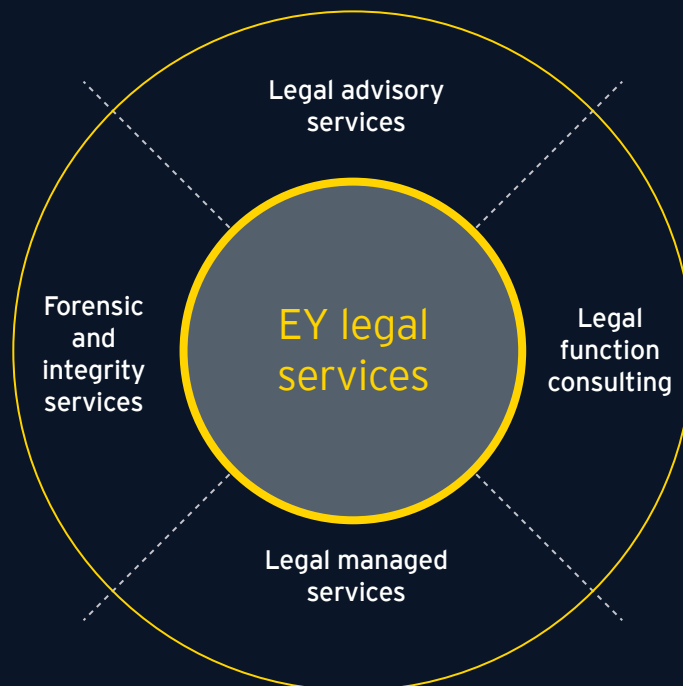 Legal advisory
services
Forensic
and
integrity
services
EY legal
services
Legal
function
consulting
Legal managed
services